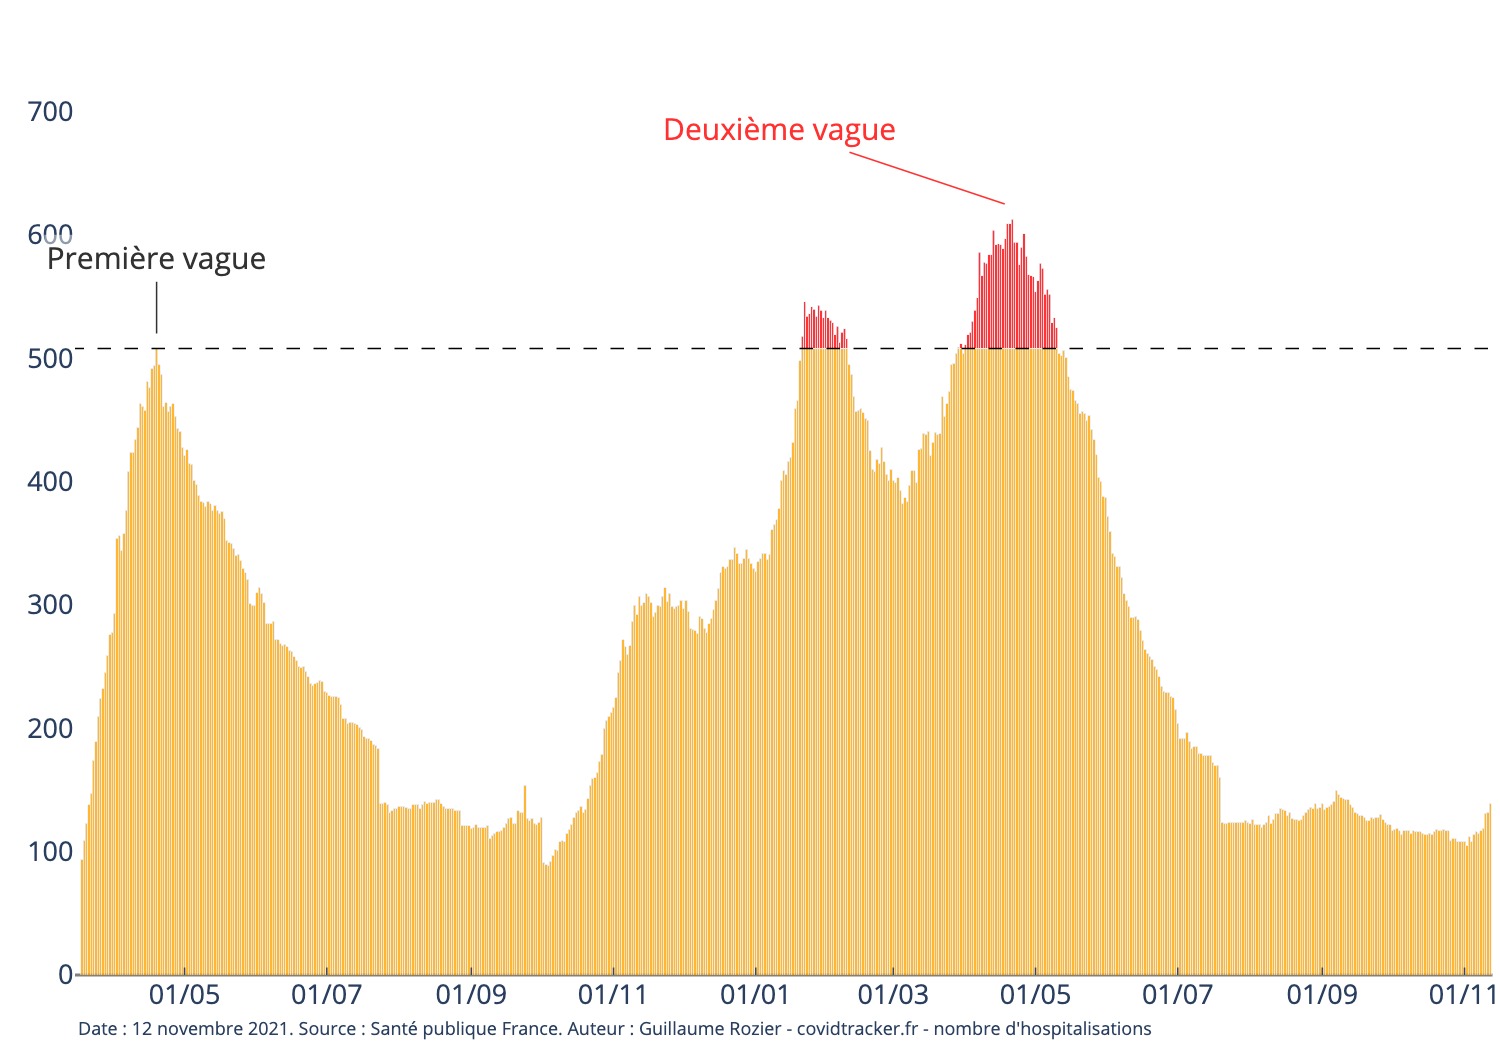 700
Deuxième vague
600
Première vague
500
400
300
200
100
0
01/05 01/07 01/09 01/11 01/01 01/03 01/05 01/07 01/09 01/11
Date : 12 novembre 2021. Source : Santé publique France. Auteur : Guillaume Rozier - covidtracker.fr - nombre d'hospitalisations